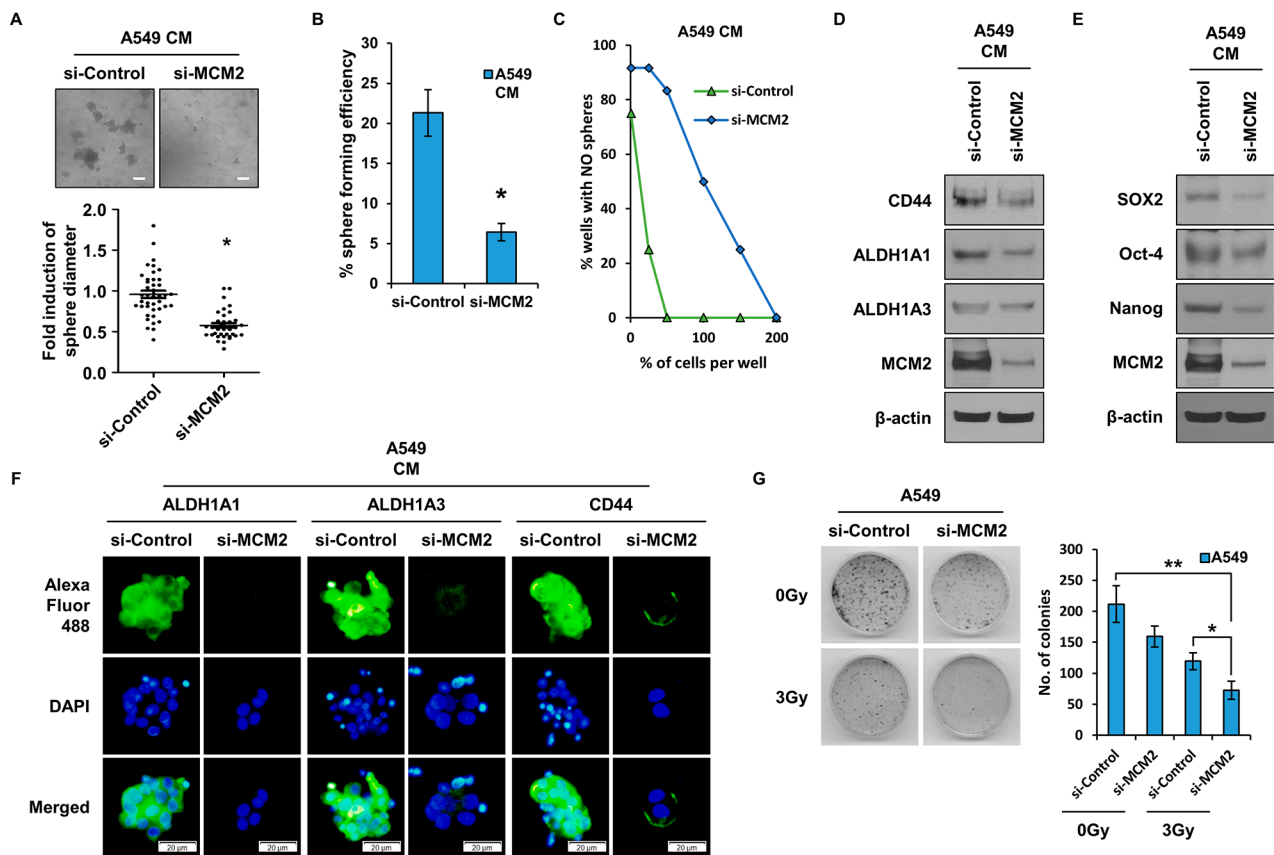 A
A549 CM
si-Control si-MCM2
Fold induction of
sphere diameter
2.0
1.5
1.0
0.5
0.0
*
si-Control
si-MCM2
B
% sphere forming efficiency
30
25
20
15
10
5
0
A549
CM
*
si-Control si-MCM2
C
A549 CM
% wells with NO spheres
100
80
60
40
20
0
si-Control
si-MCM2
0 50 100 150 200
% of cells per well
D
A549
CM
si-Control
si-MCM2
CD44
ALDH1A1
ALDH1A3
MCM2
β-actin
E
A549
CM
si-Control
si-MCM2
SOX2
Oct-4
Nanog
MCM2
β-actin
F
A549
CM
ALDH1A1 ALDH1A3 CD44
si-Control si-MCM2 si-Control si-MCM2 si-Control si-MCM2
Alexa
Fluor
488
DAPI
Merged
20 µm 20 µm 20 µm 20 µm 20 µm 20 µm
G
A549
si-Control si-MCM2
0Gy
3Gy
No. of colonies
300
250
200
150
100
50
0
A549
**
*
si-Control
si-MCM2
si-Control
si-MCM2
0Gy 3Gy